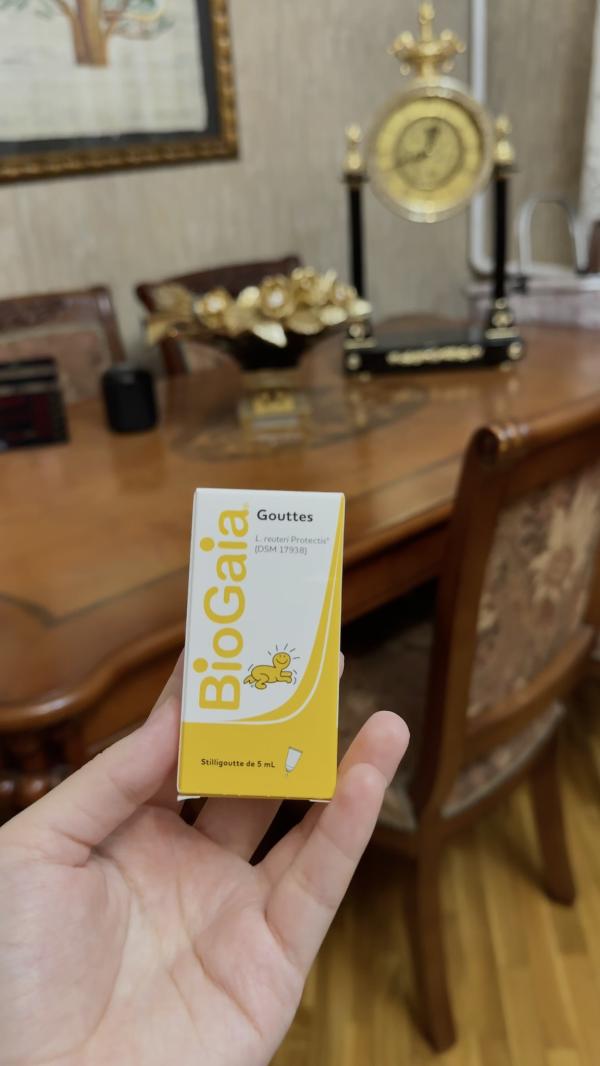 BioGaia®
Gouttes
L. reuteri Protectis®
(DSM 17938)
Stilligoutte de 5 mL